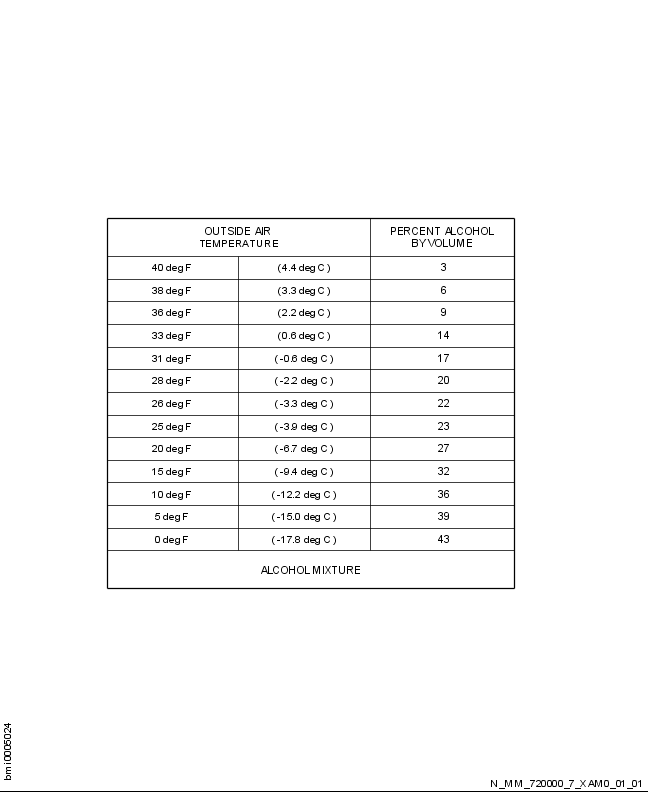 OUTSIDE AIR
TEMPERATURE
PERCENT ALCOHOL
BY VOLUME
40 deg F (4.4 deg C) 3
38 deg F (3.3 deg C) 6
36 deg F (2.2 deg C) 9
33 deg F (0.6 deg C) 14
31 deg F (-0.6 deg C) 17
28 deg F (-2.2 deg C) 20
26 deg F (-3.3 deg C) 22
25 deg F (-3.9 deg C) 23
20 deg F (-6.7 deg C) 27
15 deg F (-9.4 deg C) 32
10 deg F (-12.2 deg C) 36
5 deg F (-15.0 deg C) 39
0 deg F (-17.8 deg C) 43
ALCOHOL MIXTURE
bmi0005024
N_MM_720000_7_XAM0_01_01